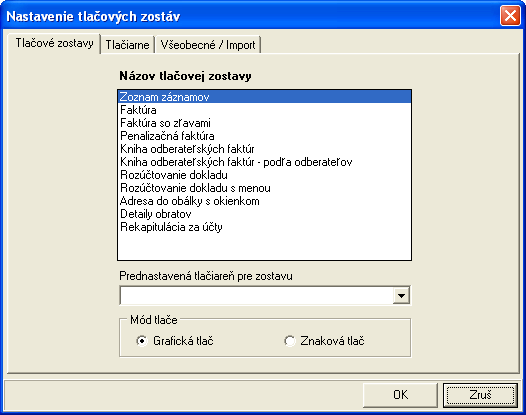 Nastavenie tlačových zostáv
Tlačové zostavy Tlačiarne Všeobecné / Import
Názov tlačovej zostavy
Zoznam záznamov
Faktúra
Faktúra so zľavami
Penalizačná faktúra
Kniha odberateľských faktúr
Kniha odberateľských faktúr - podľa odberateľov
Rozúčtovanie dokladu
Rozúčtovanie dokladu s menou
Adresa do obálky s okienkom
Detaily obratov
Rekapitulácia za účty
Prednastavená tlačiareň pre zostavu
Mód tlače
Grafická tlač Znaková tlač
OK Zruš